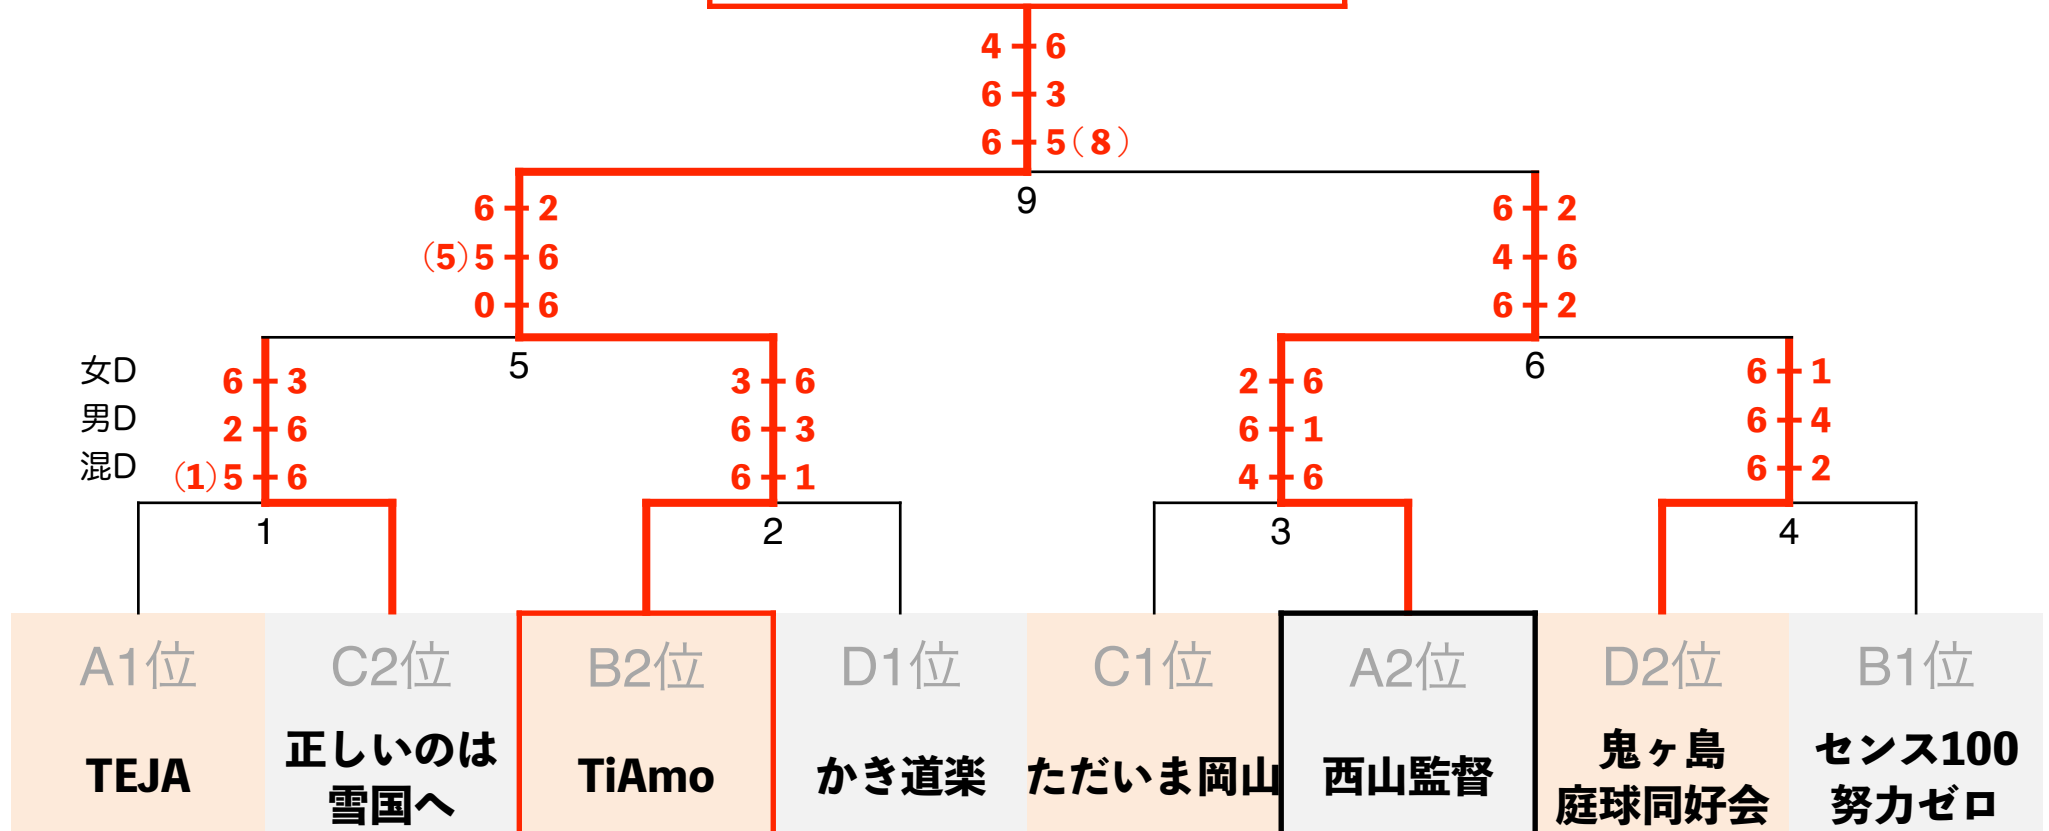 4 6
6 3
6 5(8)
9
6 2
(5)5 6
0 6
6 2
4 6
6 2
5
6
女D
男D
混D
6 3
2 6
(1)5 6
3 6
6 3
6 1
2 6
6 1
4 6
6 1
6 4
6 2
1
2
3
4
A1位
C2位
B2位
D1位
C1位
A2位
D2位
B1位
TEJA
正しいのは
雪国へ
TiAmo
かき道楽
ただいま岡山
西山監督
鬼ヶ島
庭球同好会
センス100
努力ゼロ